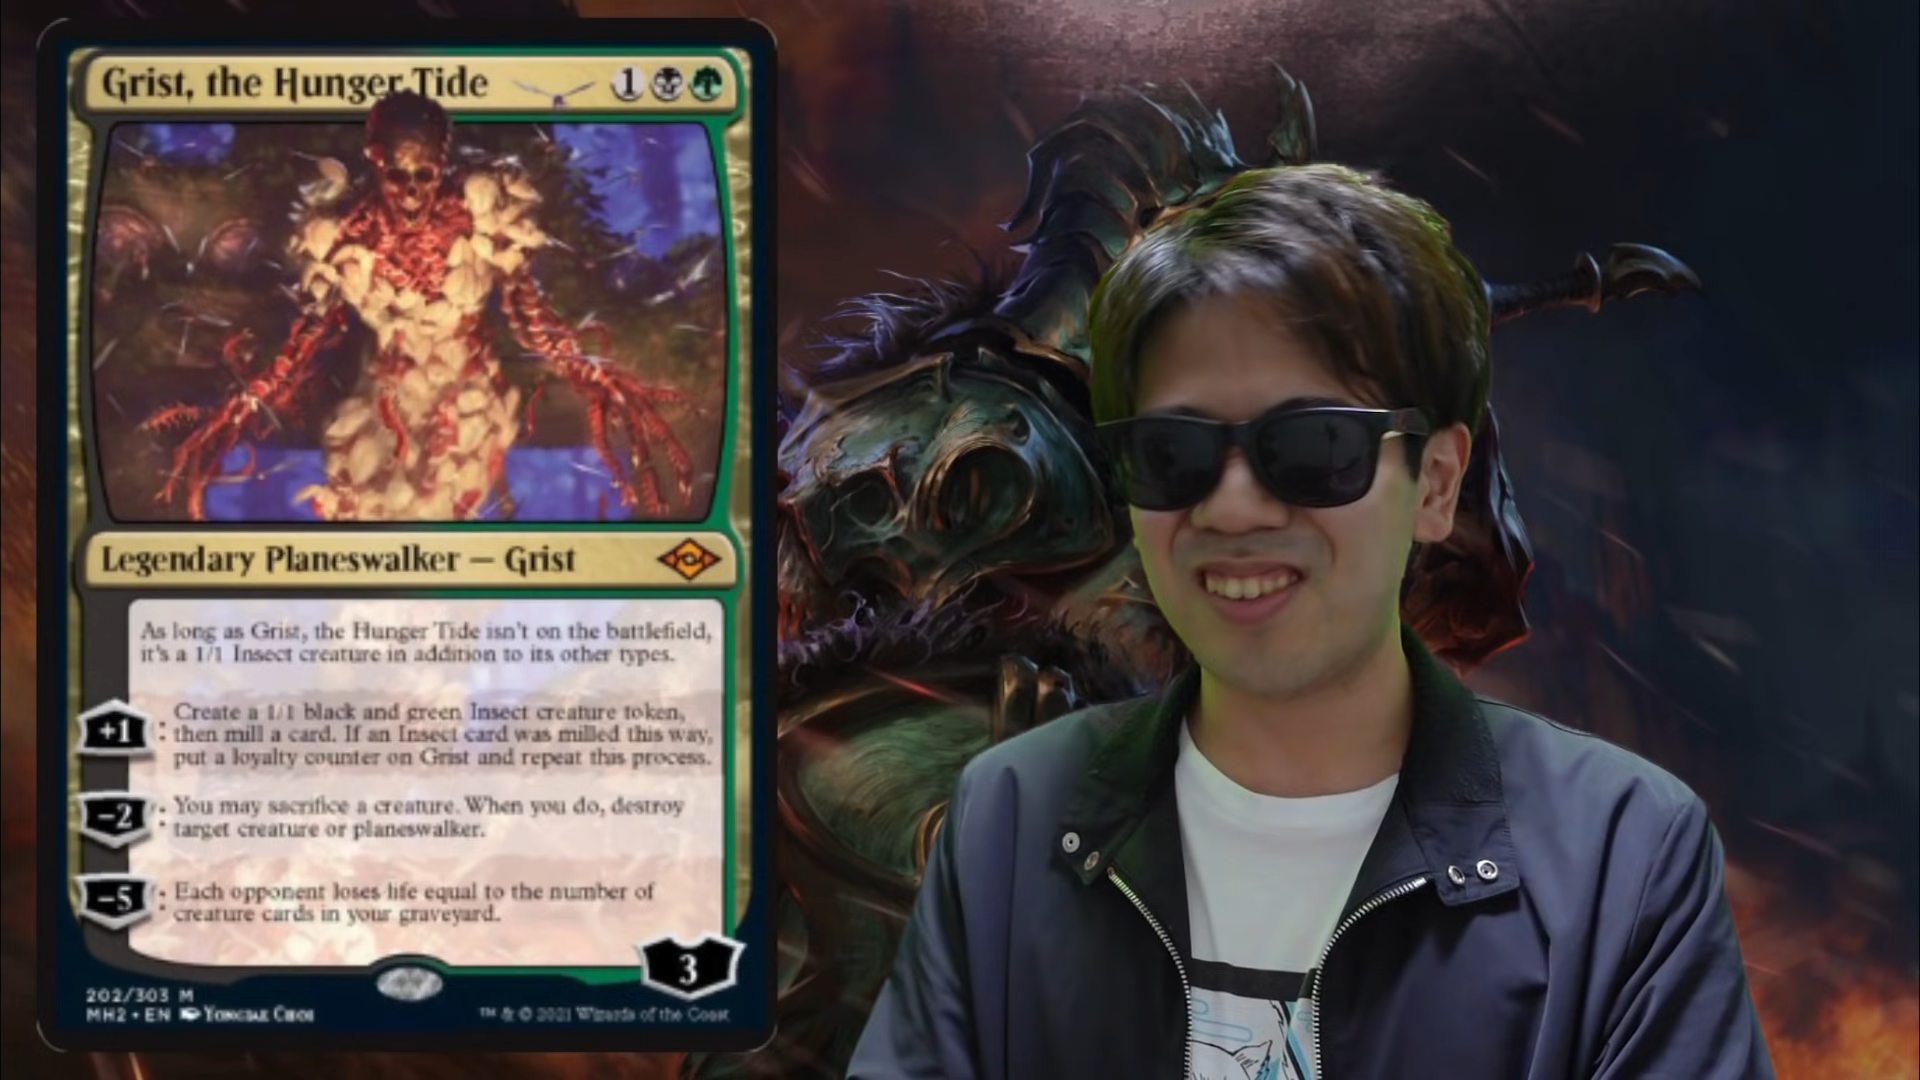 Grist, the Hunger Tide 1
Legendary Planeswalker — Grist
As long as Grist, the Hunger Tide isn't on the battlefield,
it's a 1/1 Insect creature in addition to its other types.
+1: Create a 1/1 black and green Insect creature token,
then mill a card. If an Insect card was milled this way,
put a loyalty counter on Grist and repeat this process.
−2: You may sacrifice a creature. When you do, destroy
target creature or planeswalker.
−5: Each opponent loses life equal to the number of
creature cards in your graveyard.
3
202/303 M
MH2 • EN Yongjae Choi
™ & © 2021 Wizards of the Coast